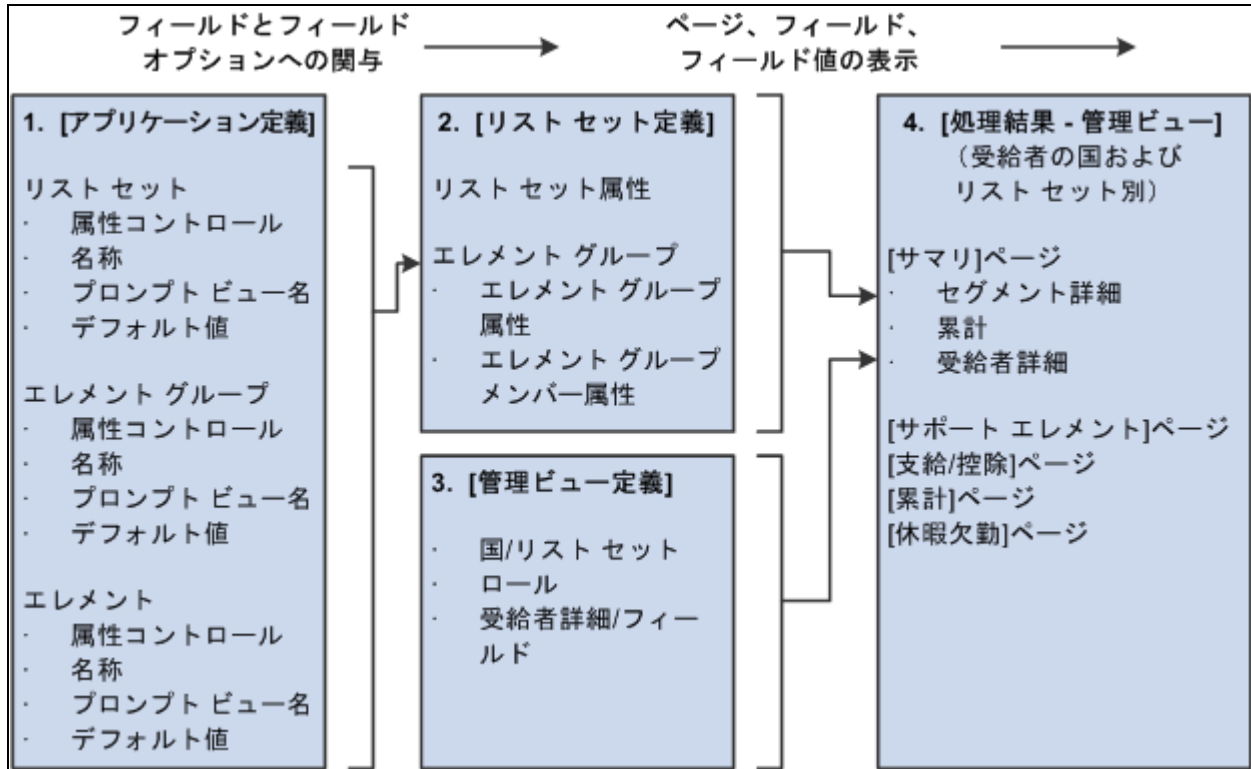 フィールドとフィールド
オプションへの関与
ページ、フィールド、
フィールド値の表示
1. [アプリケーション定義]
リスト セット
· 属性コントロール
· 名称
· プロンプト ビュー名
· デフォルト値
エレメント グループ
· 属性コントロール
· 名称
· プロンプト ビュー名
· デフォルト値
エレメント
· 属性コントロール
· 名称
· プロンプト ビュー名
· デフォルト値
2. [リスト セット定義]
リスト セット属性
エレメント グループ
· エレメント グループ
属性
· エレメント グループ
メンバー属性
3. [管理ビュー定義]
· 国/リスト セット
· ロール
· 受給者詳細/フィー
ルド
4. [処理結果 - 管理ビュー]
（受給者の国および
リスト セット別）
[サマリ]ページ
· セグメント詳細
· 累計
· 受給者詳細
[サポート エレメント]ページ
[支給/控除]ページ
[累計]ページ
[休暇欠勤]ページ